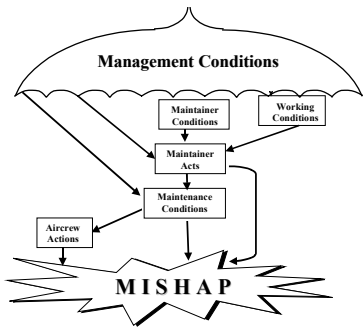 Management Conditions
Maintainer
Conditions
Working
Conditions
Maintainer
Acts
Maintenance
Conditions
Aircrew
Actions
MISHAP